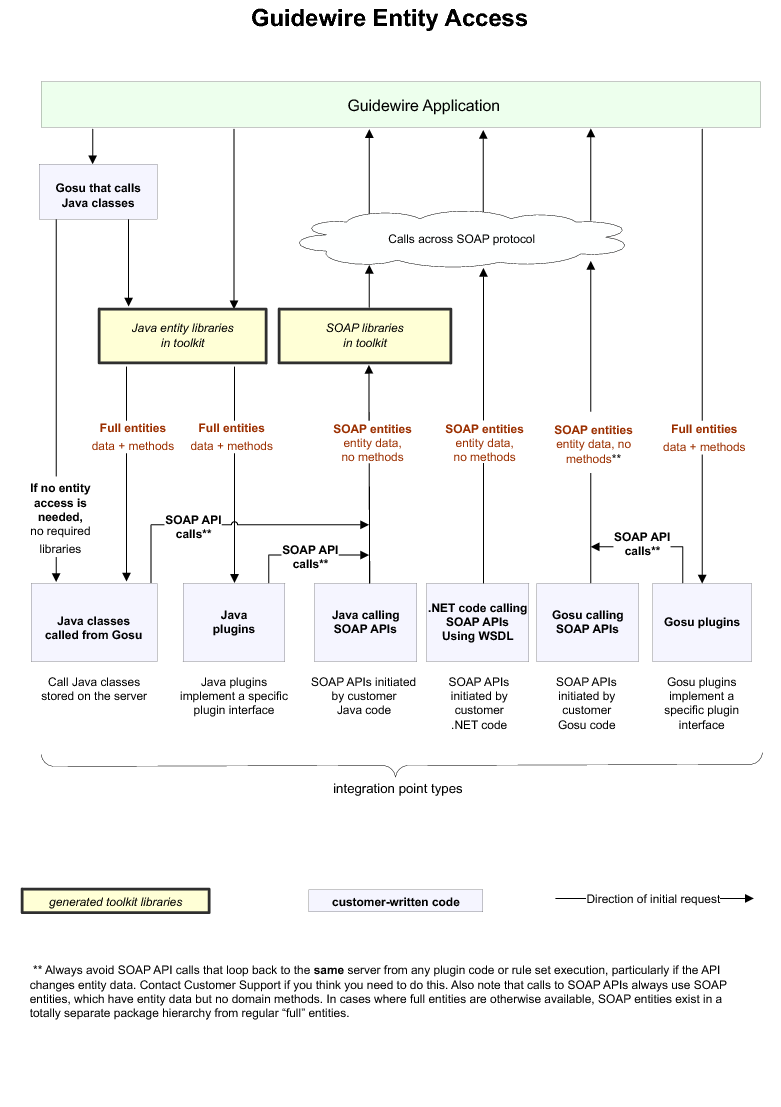 Guidewire Entity Access
Guidewire Application
Gosu that calls
Java classes
Calls across SOAP protocol
Java entity libraries
in toolkit
SOAP libraries
in toolkit
Full entities
data + methods
Full entities
data + methods
SOAP entities
entity data,
no methods
SOAP entities
entity data,
no methods
SOAP entities
entity data, no
methods**
Full entities
data + methods
If no entity
access is
needed,
no required
libraries
SOAP API
calls**
SOAP API
calls**
SOAP API
calls**
Java classes
called from Gosu
Java
plugins
Java calling
SOAP APIs
.NET code calling
SOAP APIs
Using WSDL
Gosu calling
SOAP APIs
Gosu plugins
Call Java classes
stored on the server
Java plugins
implement a specific
plugin interface
SOAP APIs initiated
by customer
Java code
SOAP APIs
initiated by
customer
.NET code
SOAP APIs
initiated by
customer
Gosu code
Gosu plugins
implement a
specific plugin
interface
integration point types
generated toolkit libraries
customer-written code
Direction of initial request
** Always avoid SOAP API calls that loop back to the same server from any plugin code or rule set execution, particularly if the API
changes entity data. Contact Customer Support if you think you need to do this. Also note that calls to SOAP APIs always use SOAP
entities, which have entity data but no domain methods. In cases where full entities are otherwise available, SOAP entities exist in a
totally separate package hierarchy from regular “full” entities.